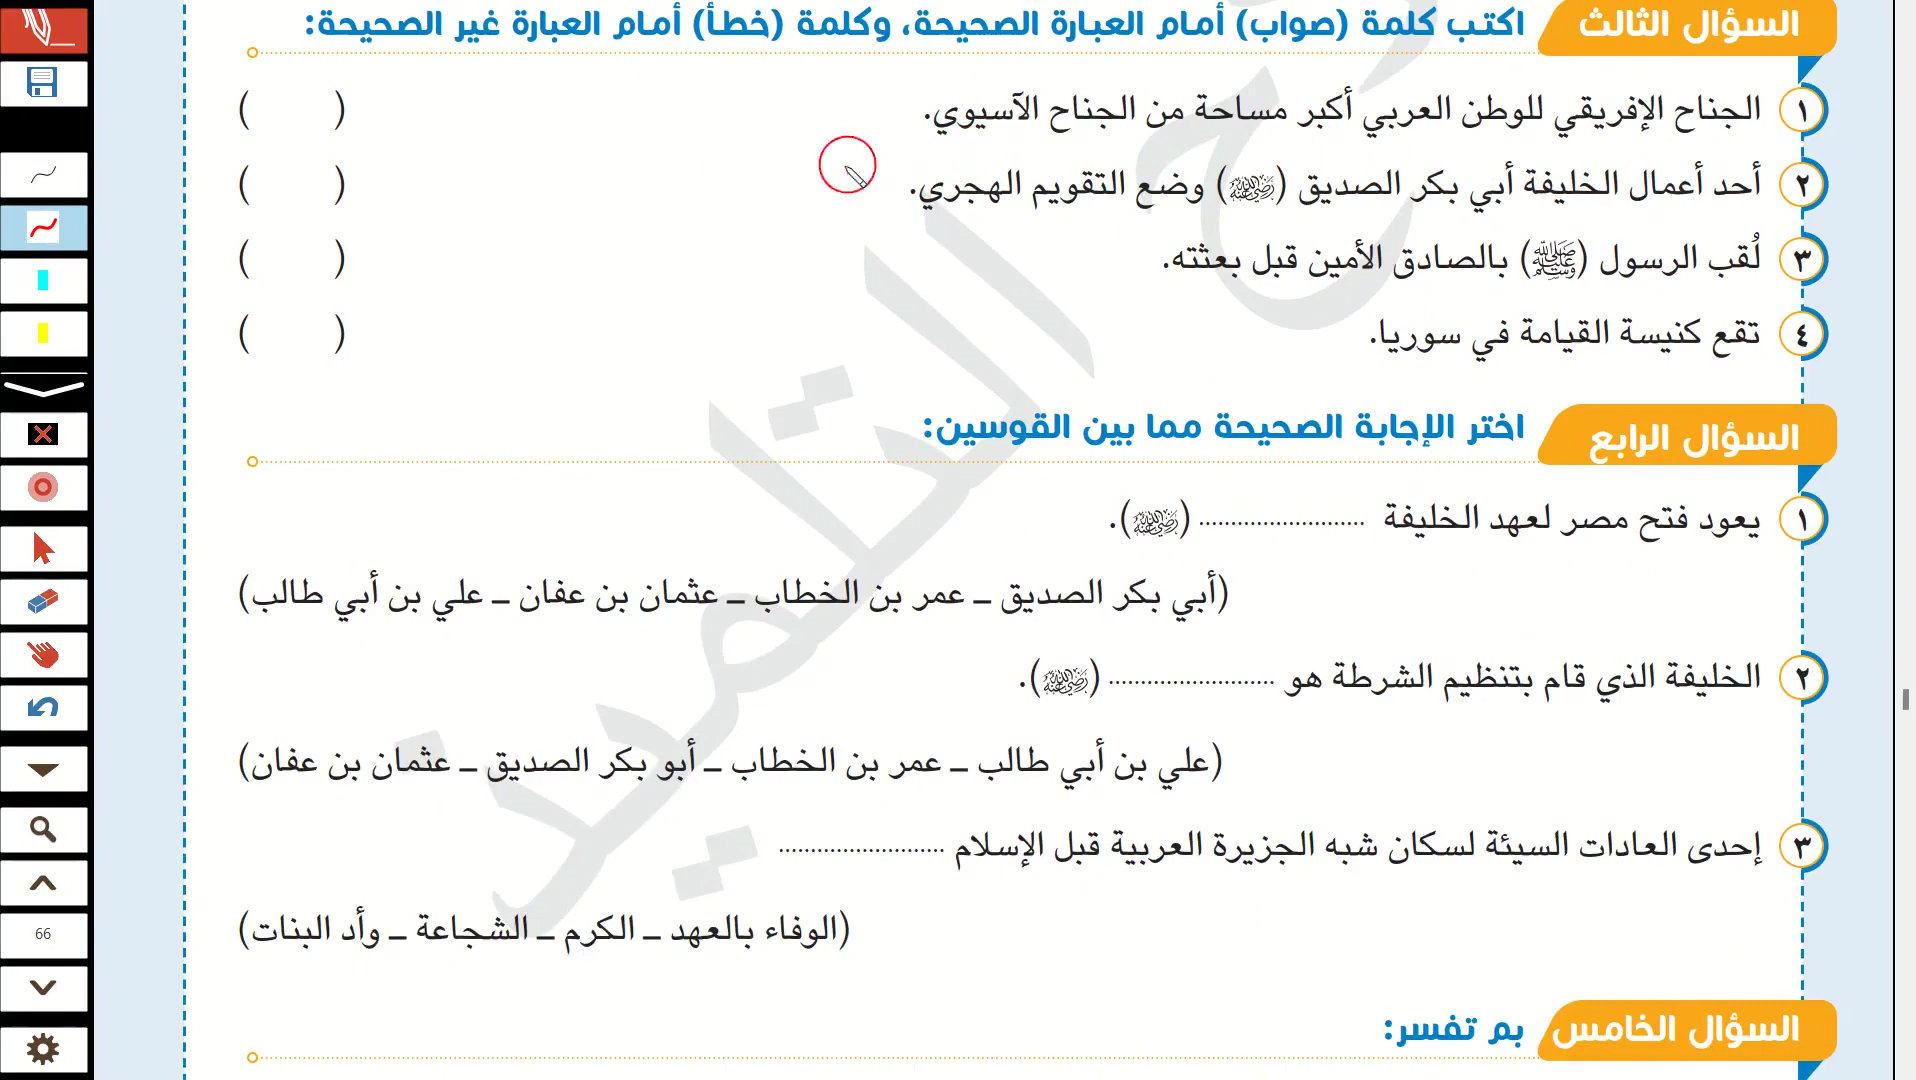 السؤال الثالث اكتب كلمة (صواب) أمام العبارة الصحيحة، وكلمة (خطأ) أمام العبارة غير الصحيحة:
١ الجناح الإفريقي للوطن العربي أكبر مساحة من الجناح الآسيوي. ( )
٢ أحد أعمال الخليفة أبي بكر الصديق (رضي الله عنه) وضع التقويم الهجري. ( )
٣ لُقب الرسول (ﷺ) بالصادق الأمين قبل بعثته. ( )
٤ تقع كنيسة القيامة في سوريا. ( )
السؤال الرابع اختر الإجابة الصحيحة مما بين القوسين:
١ يعود فتح مصر لعهد الخليفة .......................... (رضي الله عنه).
(أبي بكر الصديق – عمر بن الخطاب – عثمان بن عفان – علي بن أبي طالب)
٢ الخليفة الذي قام بتنظيم الشرطة هو .......................... (رضي الله عنه).
(علي بن أبي طالب – عمر بن الخطاب – أبو بكر الصديق – عثمان بن عفان)
٣ إحدى العادات السيئة لسكان شبه الجزيرة العربية قبل الإسلام ..........................
(الوفاء بالعهد – الكرم – الشجاعة – وأد البنات)
السؤال الخامس بم تفسر:
66
التلميذ